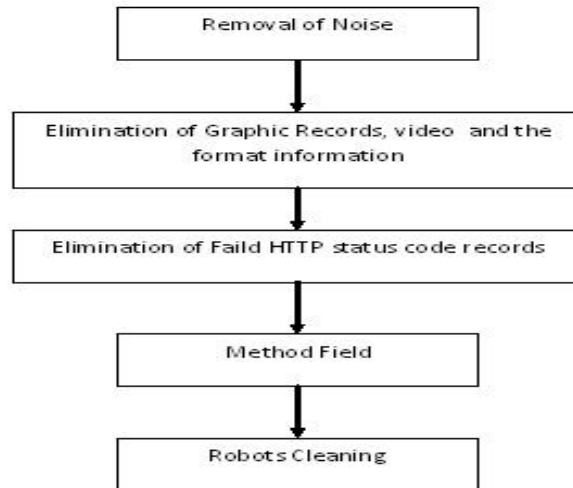 Removal of Noise
Elimination of Graphic Records, video and the
format information
Elimination of Faild HTTP status code records
Method Field
Robots Cleaning